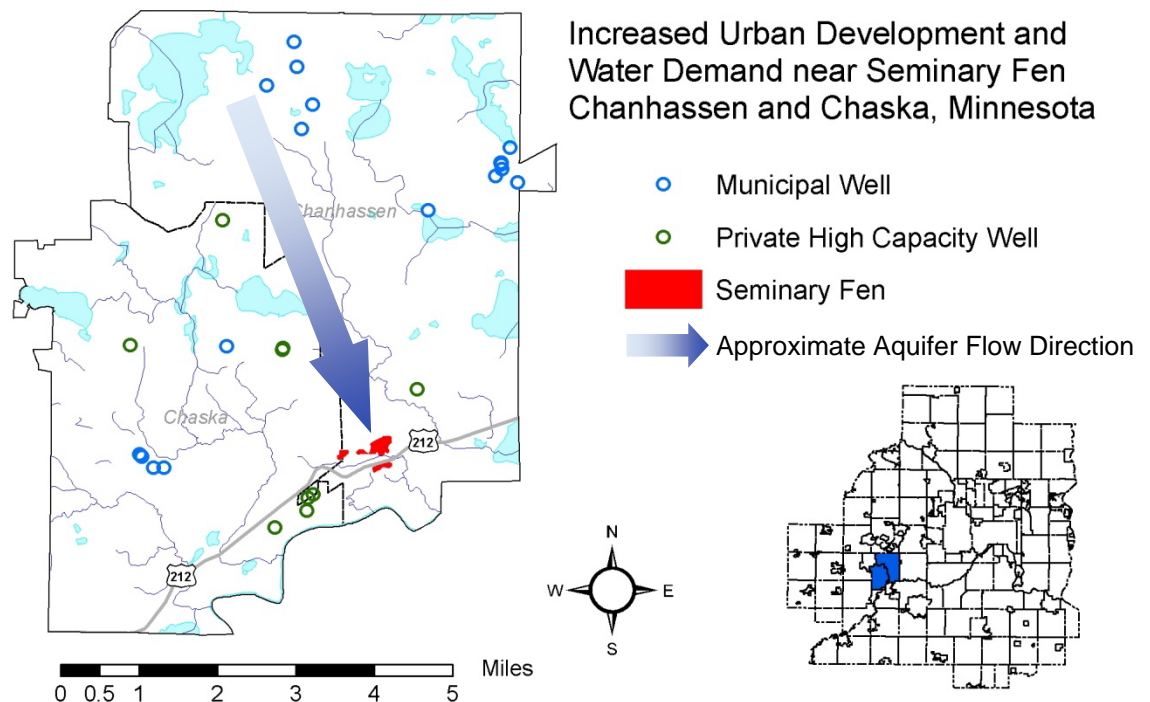 Increased Urban Development and
Water Demand near Seminary Fen
Chanhassen and Chaska, Minnesota
Municipal Well
Private High Capacity Well
Seminary Fen
Approximate Aquifer Flow Direction
Chanhassen
Chaska
212
212
N
W E
S
Miles
0 0.5 1 2 3 4 5